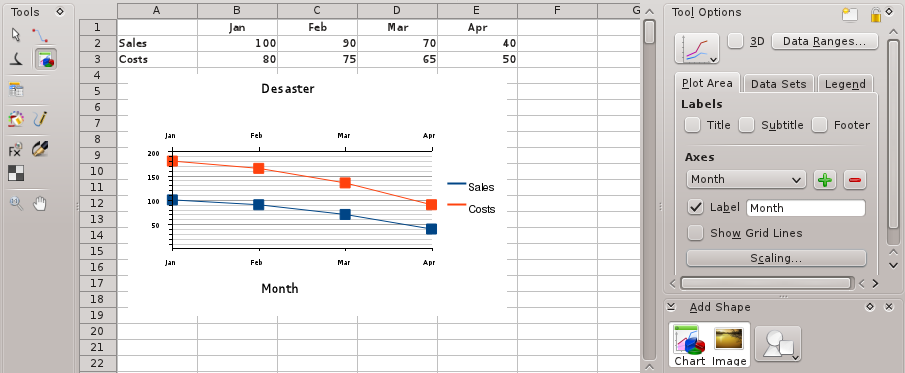 Tools
A B C D E F G
1 Jan Feb Mar Apr
2 Sales 100 90 70 40
3 Costs 80 75 65 50
4
5
6
7
8
9
10
11
12
13
14
15
16
17
18
19
20
21
22
Desaster
Jan Feb Mar Apr
200
150
100
50
Jan Feb Mar Apr
Month
Sales
Costs
Tool Options
3D Data Ranges...
Plot Area Data Sets Legend
Labels
Title Subtitle Footer
Axes
Month
Label Month
Show Grid Lines
Scaling...
Add Shape
Chart Image